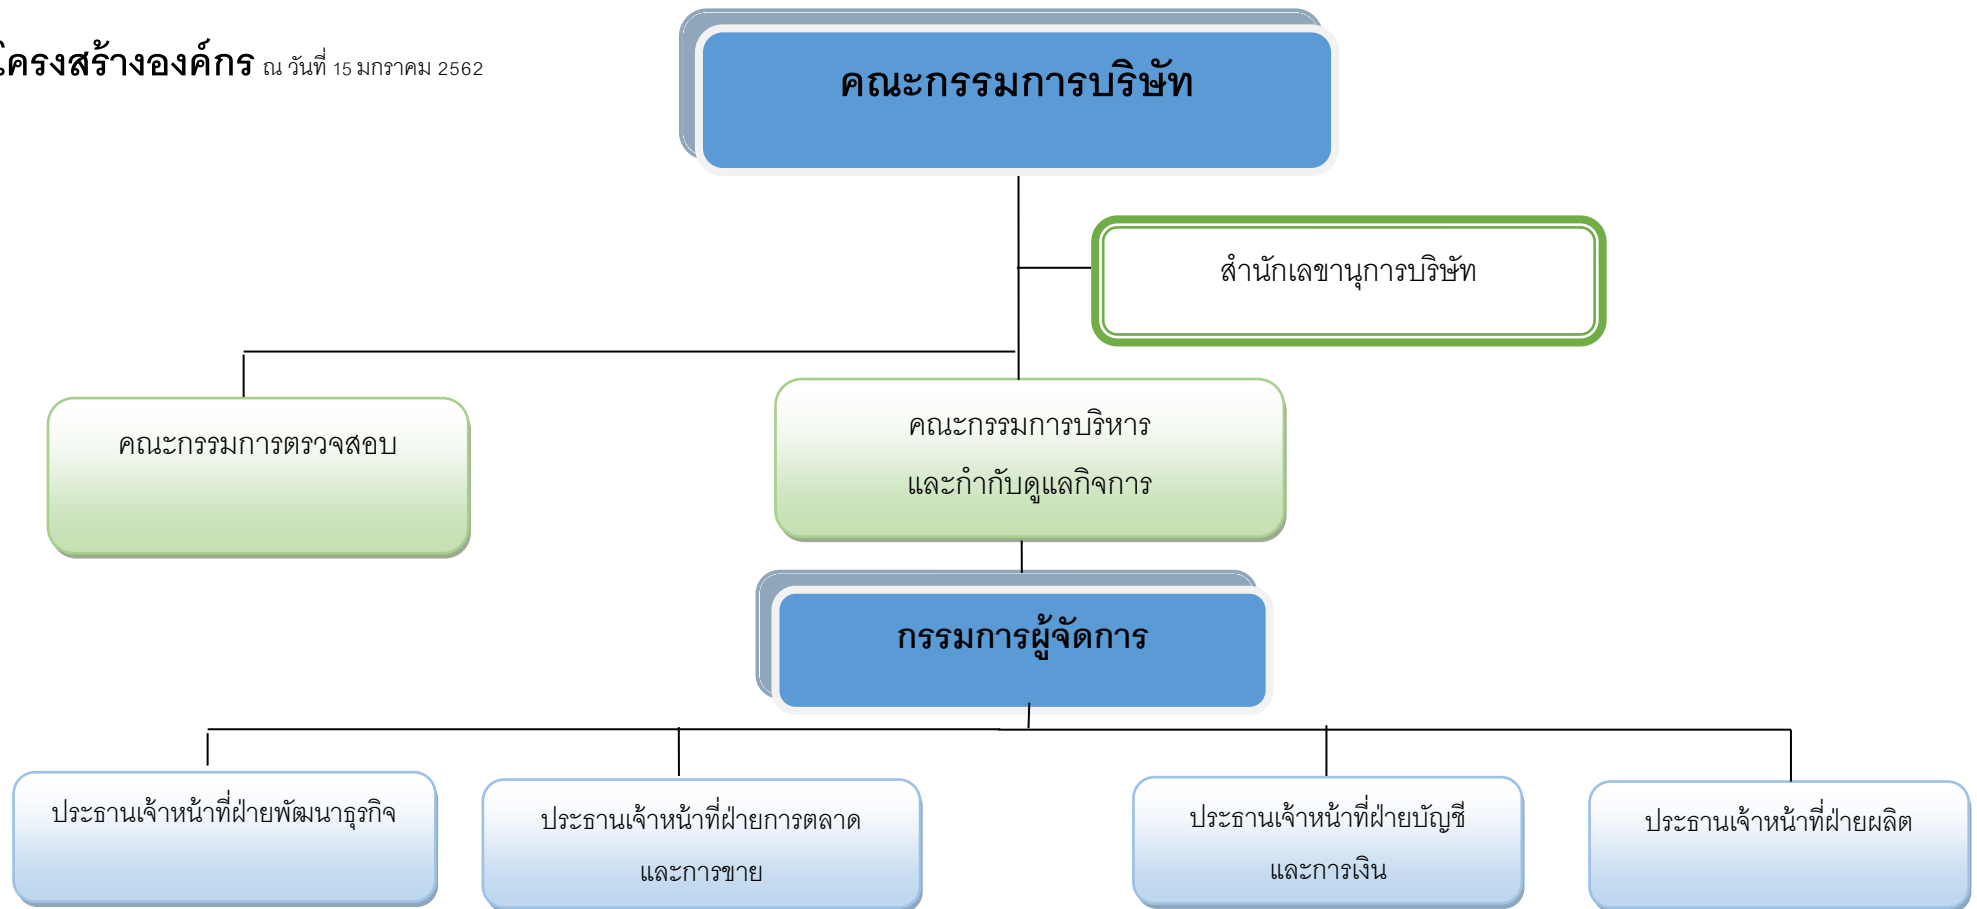 โครงสร้างองค์กร ณ วันที่ 15 มกราคม 2562
คณะกรรมการบริษัท
สำนักเลขานุการบริษัท
คณะกรรมการตรวจสอบ
คณะกรรมการบริหาร
และกำกับดูแลกิจการ
กรรมการผู้จัดการ
ประธานเจ้าหน้าที่ฝ่ายพัฒนาธุรกิจ
ประธานเจ้าหน้าที่ฝ่ายการตลาด
และการขาย
ประธานเจ้าหน้าที่ฝ่ายบัญชี
และการเงิน
ประธานเจ้าหน้าที่ฝ่ายผลิต